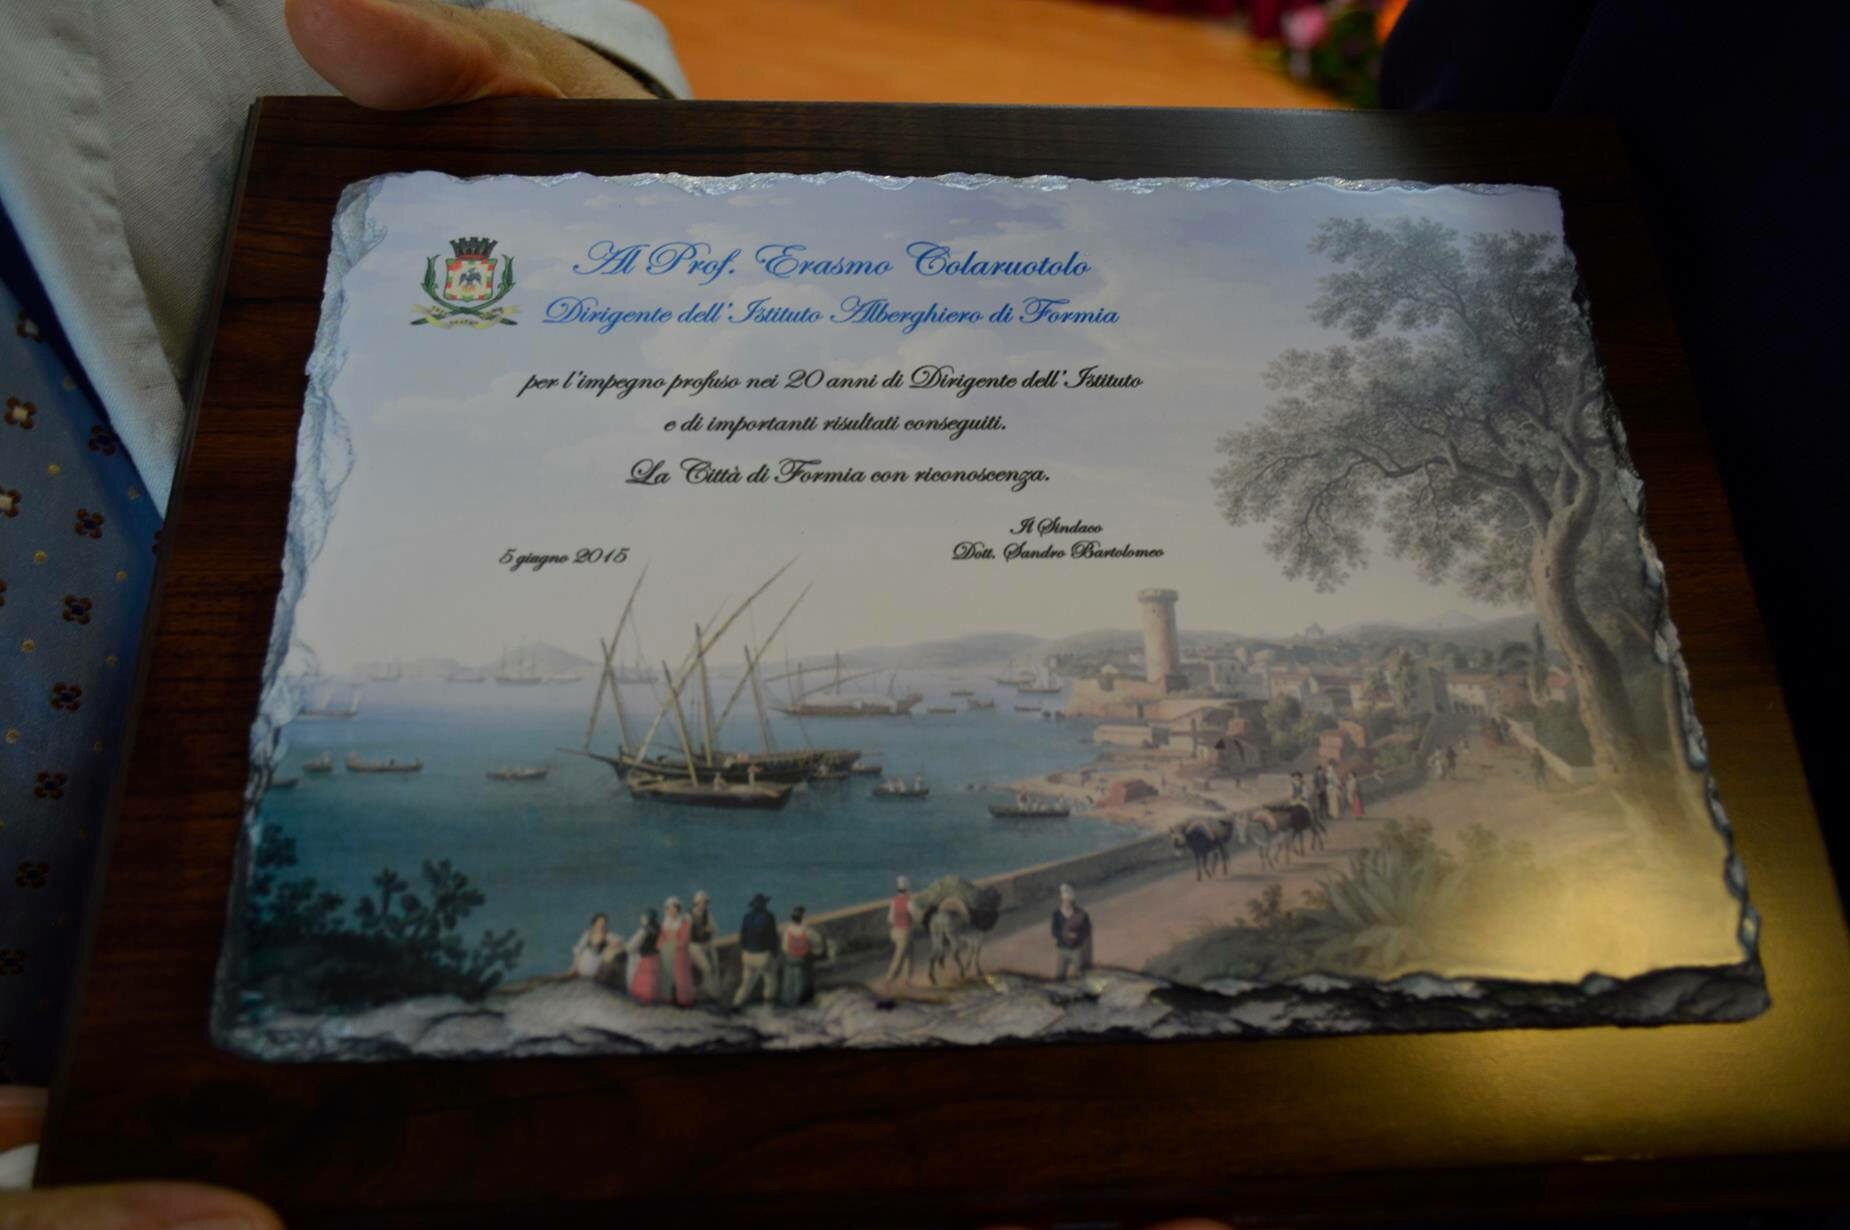 Al Prof. Erasmo Colaruotolo
Dirigente dell'Istituto Alberghiero di Formia
per l'impegno profuso nei 20 anni di Dirigente dell'Istituto
e di importanti risultati conseguiti.
La Città di Formia con riconoscenza.
Il Sindaco
5 giugno 2015
Dott. Sandro Bartolomeo